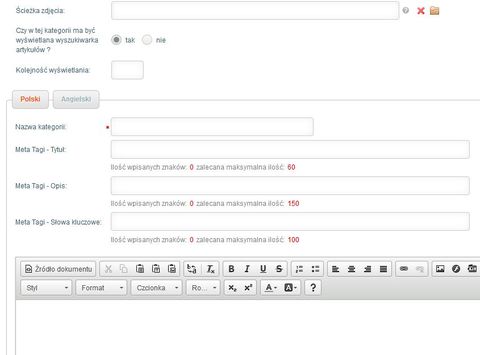 Ścieżka zdjęcia:
Czy w tej kategorii ma być
wyświetlana wyszukiwarka
artykułów ?
tak nie
Kolejność wyświetlania:
Polski Angielski
Nazwa kategorii:
Meta Tagi - Tytuł:
Ilość wpisanych znaków: 0 zalecana maksymalna ilość: 60
Meta Tagi - Opis:
Ilość wpisanych znaków: 0 zalecana maksymalna ilość: 150
Meta Tagi - Słowa kluczowe:
Ilość wpisanych znaków: 0 zalecana maksymalna ilość: 100
Źródło dokumentu B I U S
Styl Format Czcionka Ro... A A ?